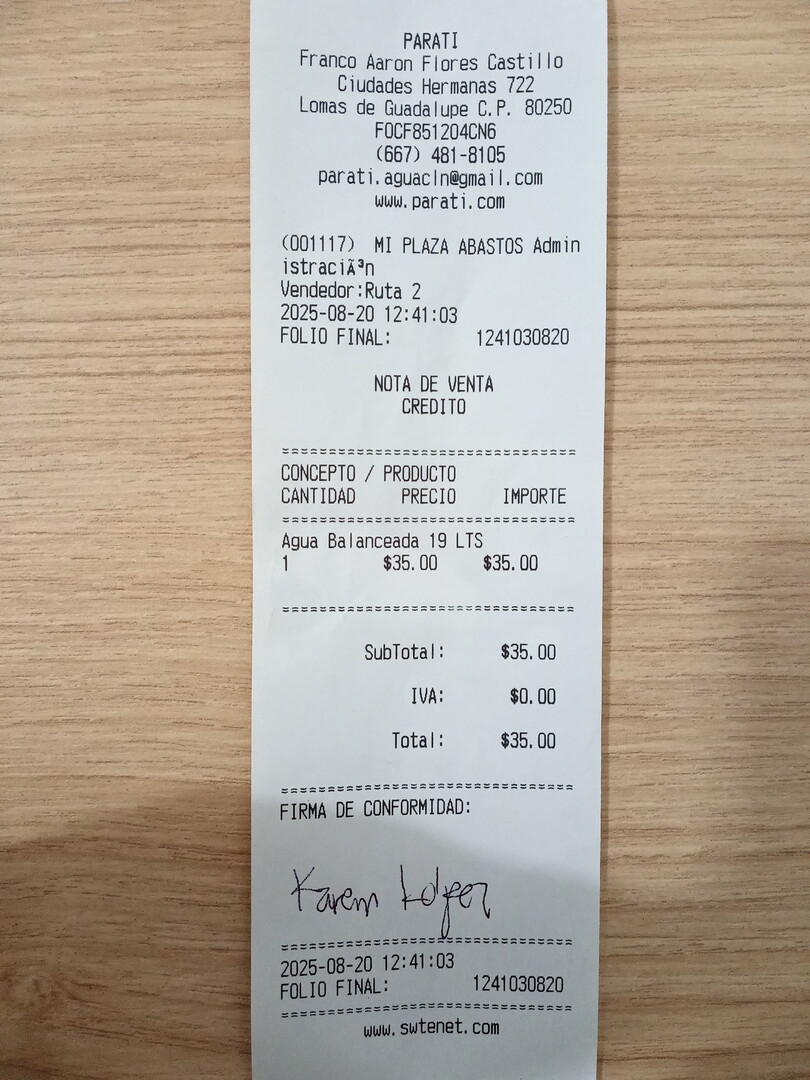 PARATI
Franco Aaron Flores Castillo
Ciudades Hermanas 722
Lomas de Guadalupe C.P. 80250
FOCF851204CN6
(667) 481-8105
parati.aguacln@gmail.com
www.parati.com
(001117) MI PLAZA ABASTOS Admin
istraciÃ³n
Vendedor:Ruta 2
2025-08-20 12:41:03
FOLIO FINAL: 1241030820
NOTA DE VENTA
CREDITO
================================
CONCEPTO / PRODUCTO
CANTIDAD PRECIO IMPORTE
================================
Agua Balanceada 19 LTS
1 $35.00 $35.00
================================
SubTotal: $35.00
IVA: $0.00
Total: $35.00
================================
FIRMA DE CONFORMIDAD:
Karem
================================
2025-08-20 12:41:03
FOLIO FINAL: 1241030820
================================
www.swtenet.com